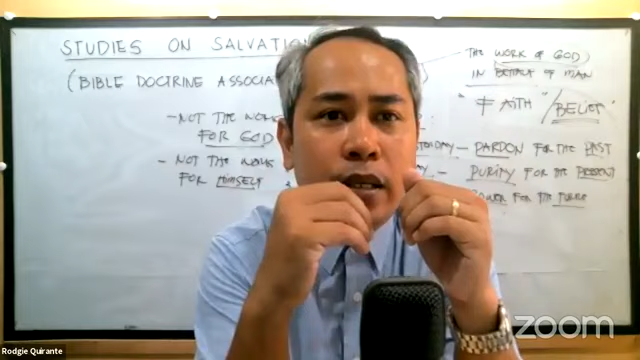 STUDIES ON SALVATION
(BIBLE DOCTRINE ASSOCIA
- NOT THE WORK
FOR GOD
- NOT THE WORK
FOR HIMSELF
THE WORK OF GOD)
IN BEHALF OF MAN
"FAITH"/BELIEF"
- PARDON FOR THE PAST
- PURITY FOR THE PRESENT
FOR THE FUTURE
zoom
Rodgie Quirante